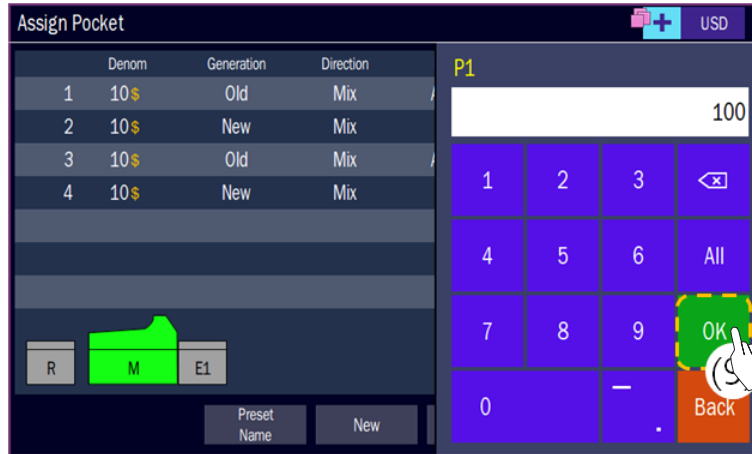 Assign Pocket
USD
Denom Generation Direction
1 10$ Old Mix
2 10$ New Mix
3 10$ Old Mix
4 10$ New Mix
R M E1
Preset
Name
New
P1
100
1 2 3
4 5 6 All
7 8 9 OK
0 — .
Back